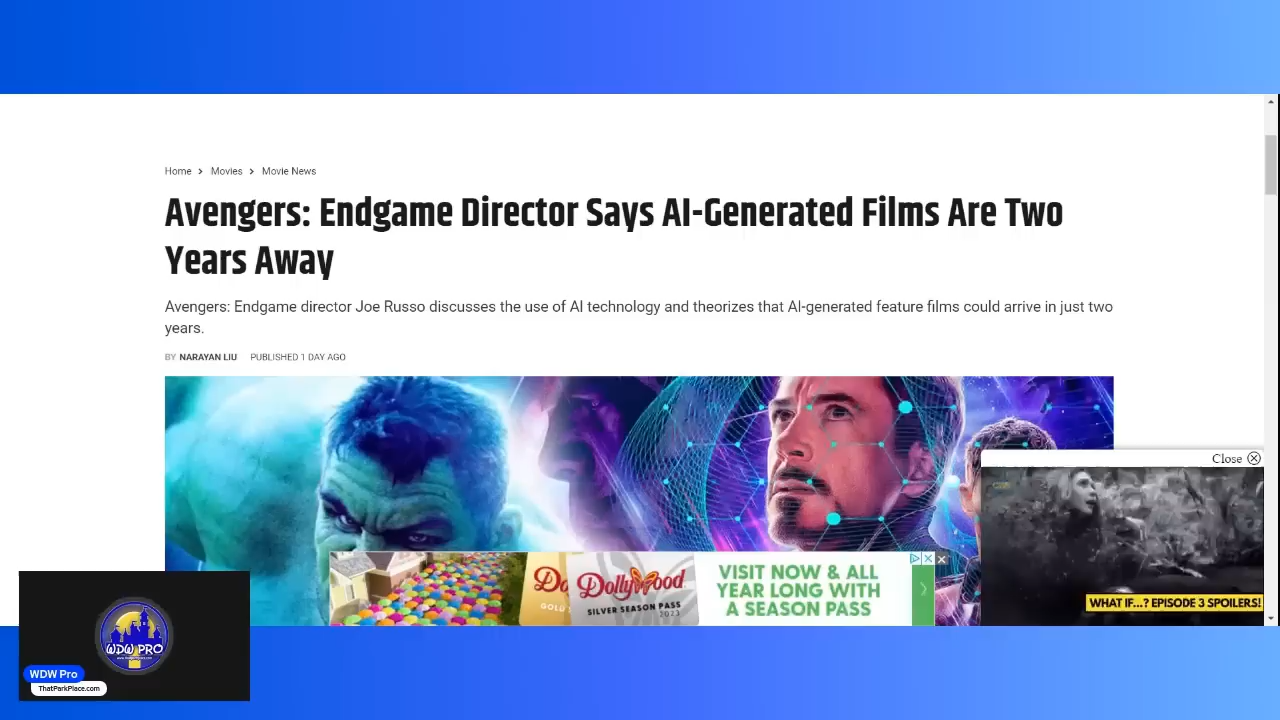 Home > Movies > Movie News
Avengers: Endgame Director Says AI-Generated Films Are Two
Years Away
Avengers: Endgame director Joe Russo discusses the use of AI technology and theorizes that AI-generated feature films could arrive in just two
years.
BY NARAYAN LIU PUBLISHED 1 DAY AGO
Close
Do
GOLD
Dollywood
SILVER SEASON PASS
2023
VISIT NOW & ALL
YEAR LONG WITH
A SEASON PASS
WHAT IF...? EPISODE 3 SPOILERS!
WDW PRO
WDW Pro
ThatParkPlace.com